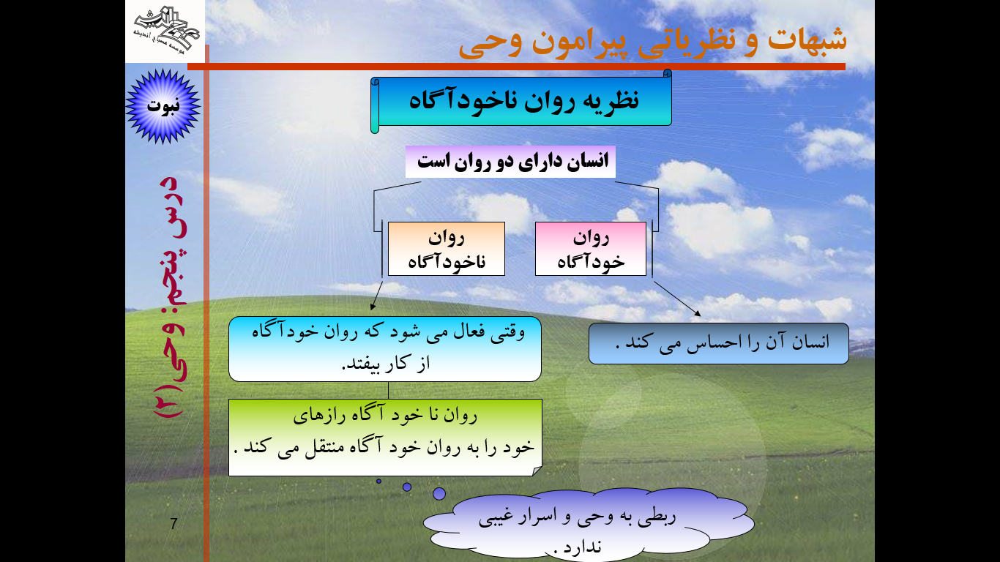 موسسه مصباح اندیشه
شبهات و نظریاتی پیرامون وحی
نبوت
درس پنجم: وحی(۲)
نظریه روان ناخودآگاه
انسان دارای دو روان است
روان
خودآگاه
روان
ناخودآگاه
انسان آن را احساس می کند .
وقتی فعال می شود که روان خودآگاه
از کار بیفتد.
روان نا خود آگاه رازهای
خود را به روان خود آگاه منتقل می کند .
ربطی به وحی و اسرار غیبی
ندارد .
7